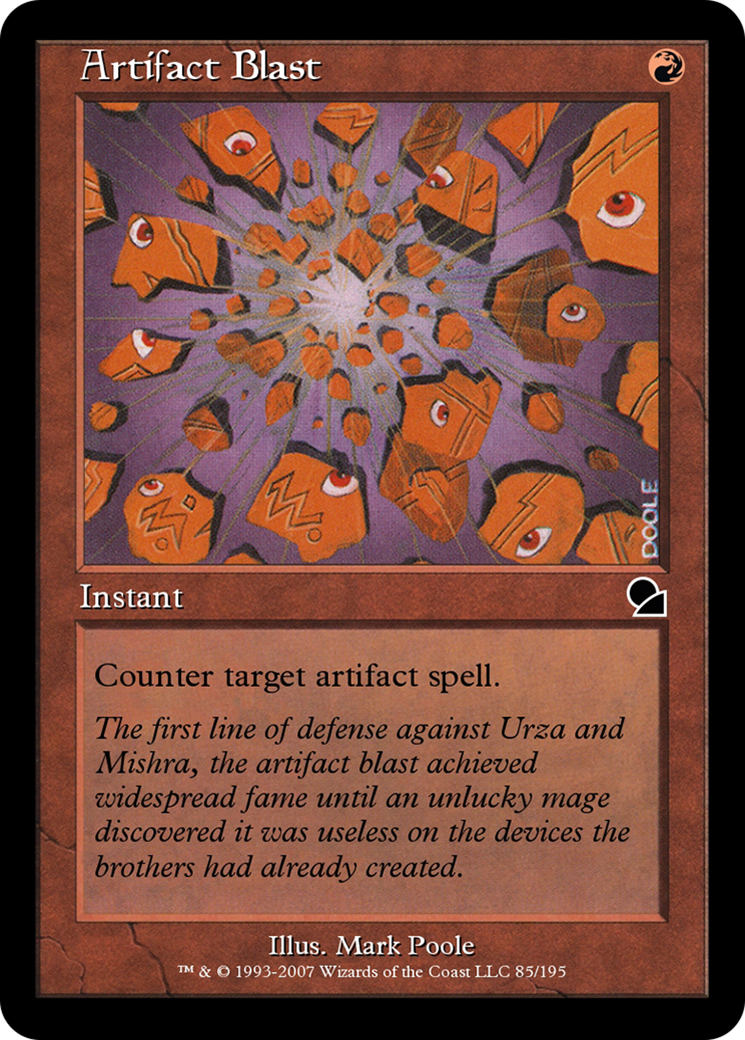 Artifact Blast
POOLE
Instant
Counter target artifact spell.
The first line of defense against Urza and
Mishra, the artifact blast achieved
widespread fame until an unlucky mage
discovered it was useless on the devices the
brothers had already created.
Illus. Mark Poole
™ & © 1993-2007 Wizards of the Coast LLC 85/195